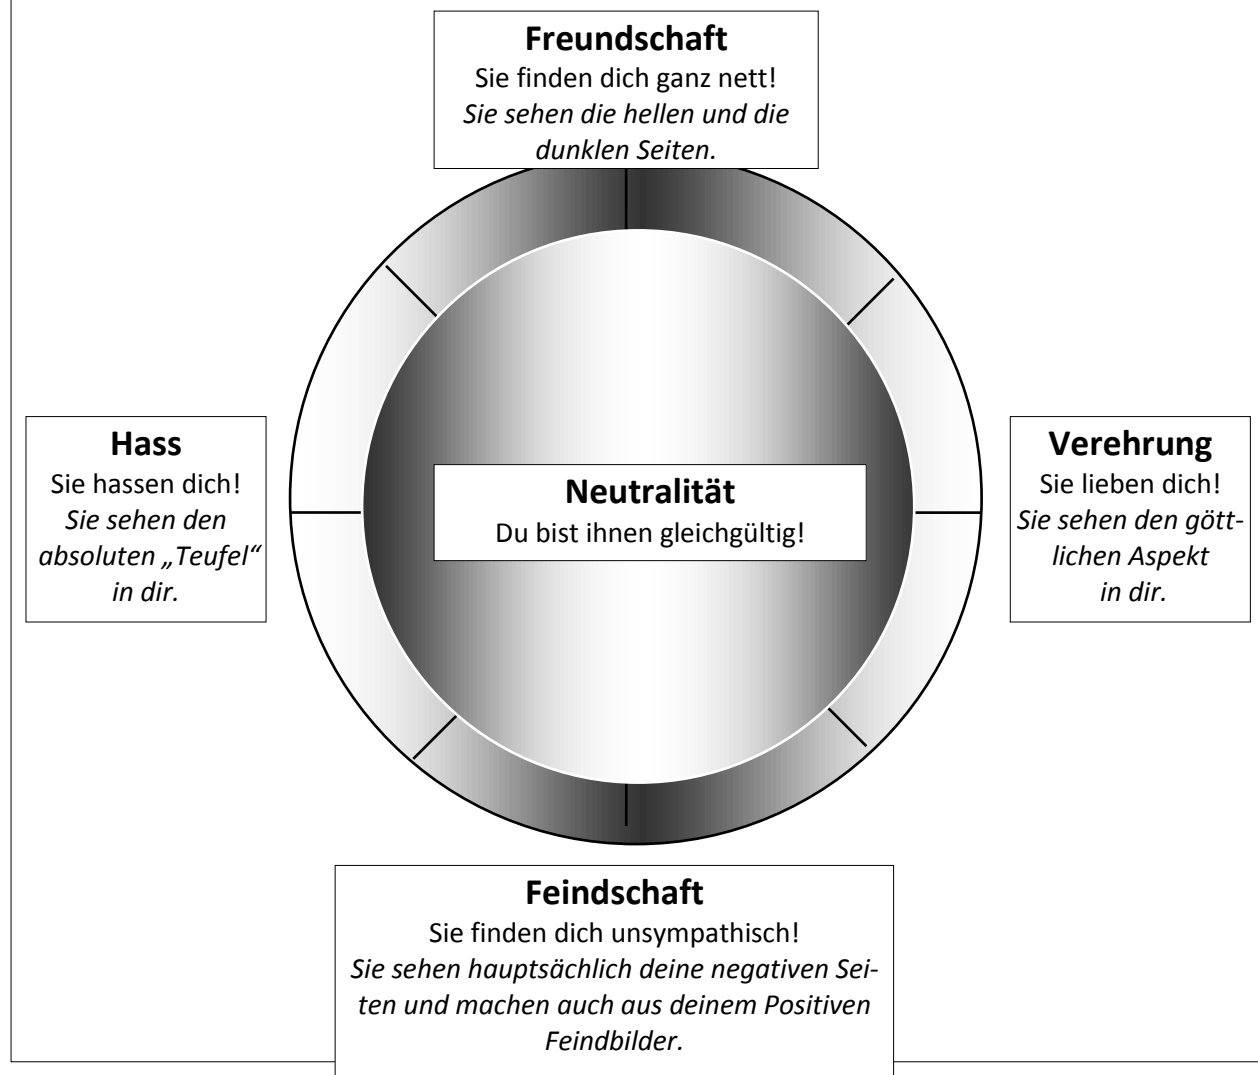 Freundschaft
Sie finden dich ganz nett!
Sie sehen die hellen und die
dunklen Seiten.
Hass
Sie hassen dich!
Sie sehen den
absoluten „Teufel“
in dir.
Neutralität
Du bist ihnen gleichgültig!
Verehrung
Sie lieben dich!
Sie sehen den gött-
lichen Aspekt
in dir.
Feindschaft
Sie finden dich unsympathisch!
Sie sehen hauptsächlich deine negativen Sei-
ten und machen auch aus deinem Positiven
Feindbilder.